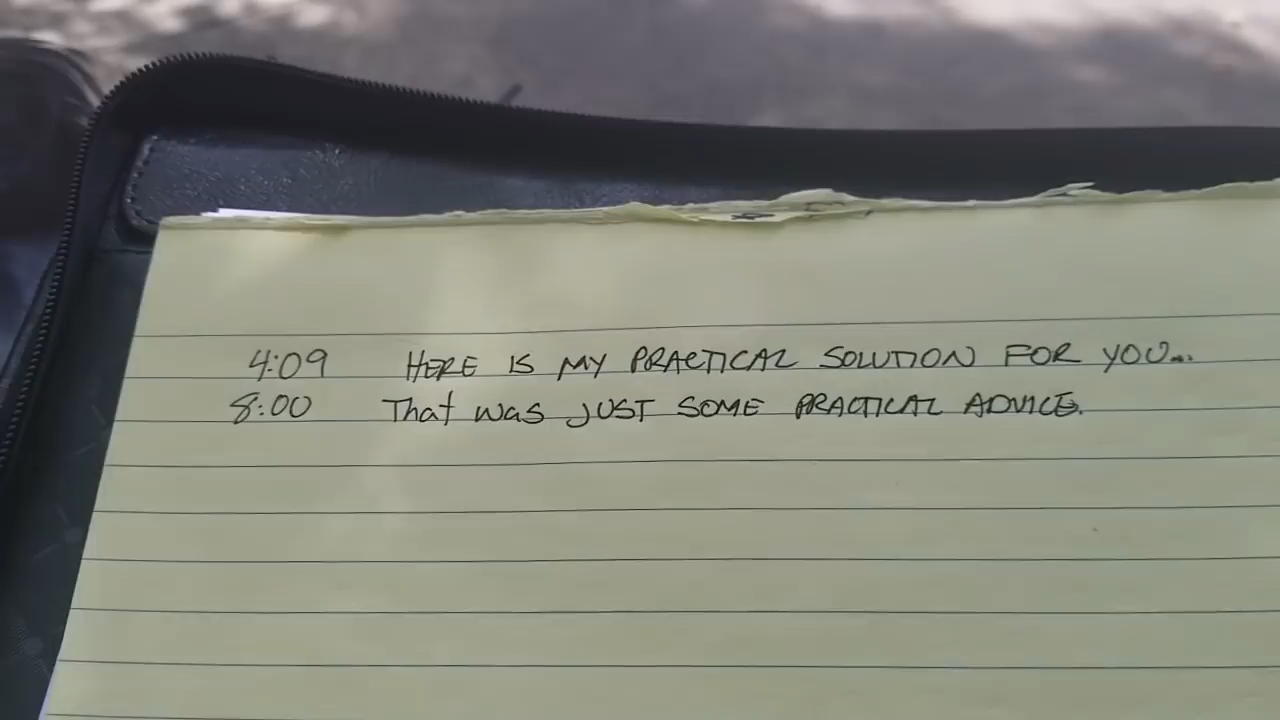 4:09 HERE IS MY PRACTICAL SOLUTION FOR YOU...
8:00 That was JUST SOME PRACTICAL ADVICE.